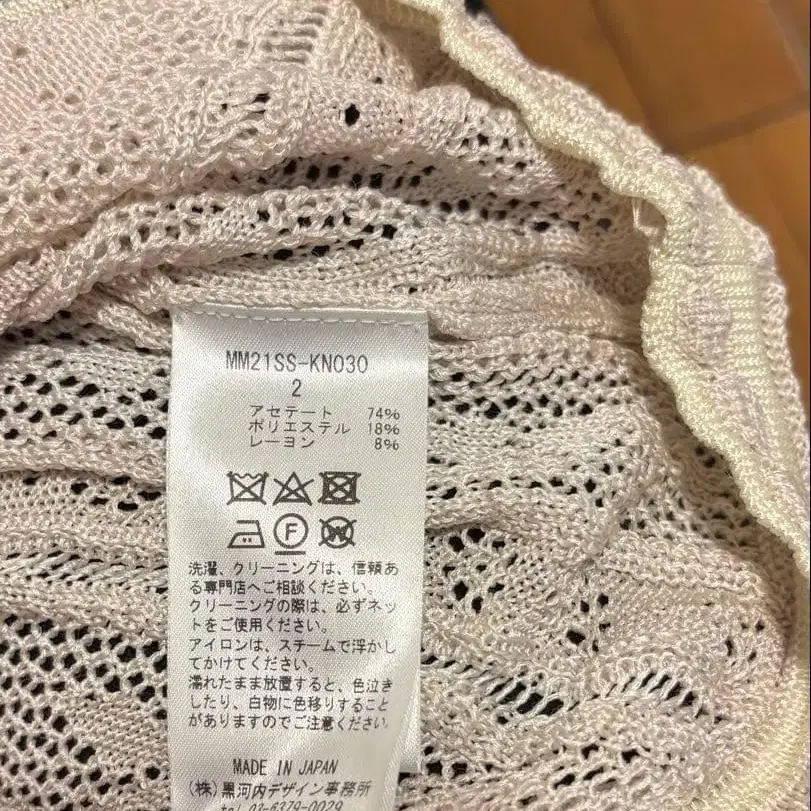 MM21SS-KN030
2
アセテート 74%
ポリエステル 18%
レーヨン 8%
F
W
洗濯、クリーニングは、信頼あ
る専門店へご相談ください。
クリーニングの際は、必ずネッ
トをご使用ください。
アイロンは、スチームで浮かし
てかけてください。
濡れたまま放置すると、色泣き
したり、白物に色移りすること
がありますのでご注意ください。
MADE IN JAPAN
(株)黒河内デザイン事務所
tel 03-6379-0029